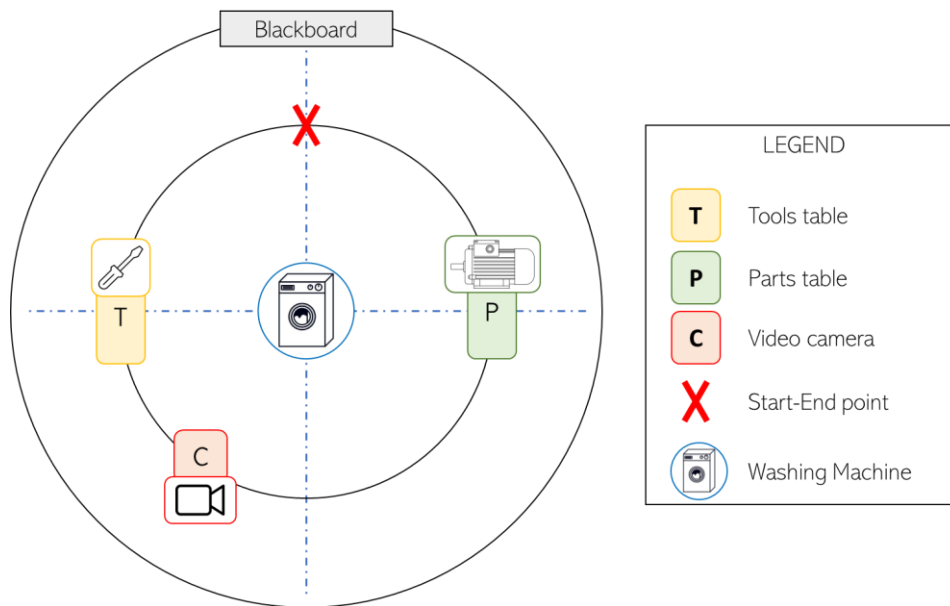 Blackboard
T
P
C
LEGEND
T Tools table
P Parts table
C Video camera
Start-End point
Washing Machine